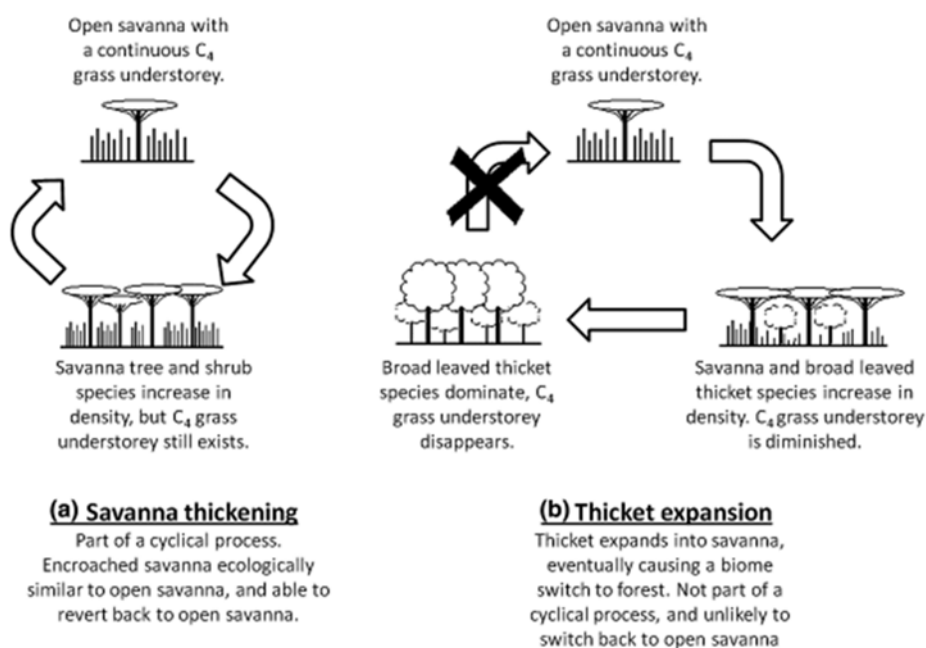 Open savanna with
a continuous C₄
grass understorey.
Savanna tree and shrub
species increase in
density, but C₄ grass
understorey still exists.
(a) Savanna thickening
Part of a cyclical process.
Encroached savanna ecologically
similar to open savanna, and able to
revert back to open savanna.
Open savanna with
a continuous C₄
grass understorey.
Savanna and broad leaved
thicket species increase in
density. C₄ grass understorey
is diminished.
Broad leaved thicket
species dominate, C₄
grass understorey
disappears.
(b) Thicket expansion
Thicket expands into savanna,
eventually causing a biome
switch to forest. Not part of a
cyclical process, and unlikely to
switch back to open savanna